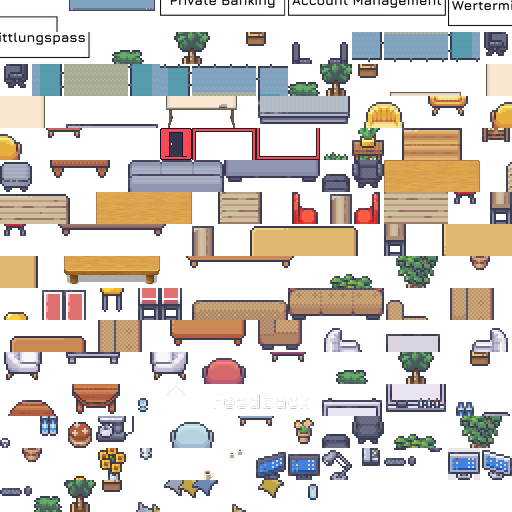 Private Banking
Account Management
Wertermi
ittlungspass
Feedback